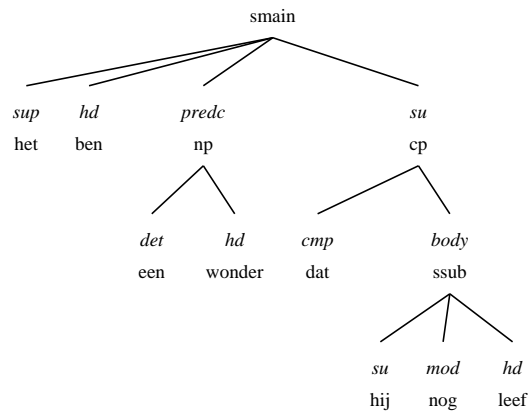 smain
sup hd predc su
het ben np cp
det hd cmp body
een wonder dat ssub
su mod hd
hij nog leef